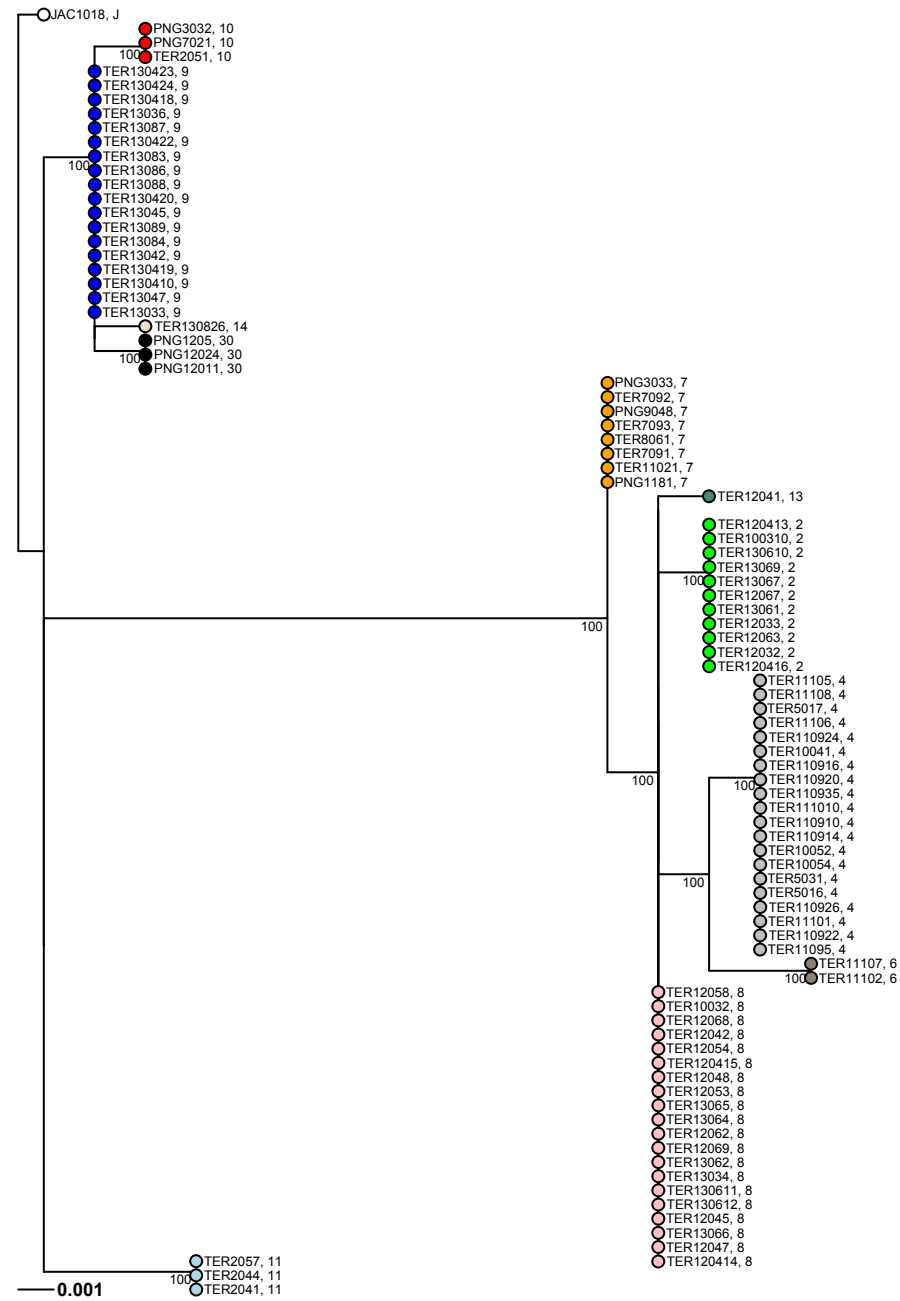 JAC1018, J
PNG3032, 10
PNG7021, 10
100
TER2051, 10
TER130423, 9
TER130424, 9
TER130418, 9
TER13036, 9
TER13087, 9
TER130422, 9
TER13083, 9
100
TER13086, 9
TER13088, 9
TER130420, 9
TER13045, 9
TER13089, 9
TER13084, 9
TER13042, 9
TER130419, 9
TER130410, 9
TER13047, 9
TER13033, 9
TER130826, 14
PNG1205, 30
PNG12024, 30
100
PNG12011, 30
PNG3033, 7
TER7092, 7
PNG9048, 7
TER7093, 7
TER8061, 7
TER7091, 7
TER11021, 7
PNG1181, 7
TER12041, 13
TER120413, 2
TER100310, 2
TER130610, 2
TER13069, 2
100
TER13067, 2
TER12067, 2
TER13061, 2
TER12033, 2
100
TER12063, 2
TER12032, 2
TER120416, 2
TER11105, 4
TER11108, 4
TER5017, 4
TER11106, 4
TER110924, 4
TER10041, 4
TER110916, 4
100
TER110920, 4
100
TER110935, 4
TER111010, 4
TER110910, 4
TER110914, 4
TER10052, 4
TER10054, 4
TER5031, 4
100
TER5016, 4
TER110926, 4
TER11101, 4
TER110922, 4
TER11095, 4
TER11107, 6
100
TER11102, 6
TER12058, 8
TER10032, 8
TER12068, 8
TER12042, 8
TER12054, 8
TER120415, 8
TER12048, 8
TER12053, 8
TER13065, 8
TER13064, 8
TER12062, 8
TER12069, 8
TER13062, 8
TER13034, 8
TER130611, 8
TER130612, 8
TER12045, 8
TER13066, 8
TER12047, 8
TER120414, 8
TER2057, 11
TER2044, 11
100
TER2041, 11
0.001